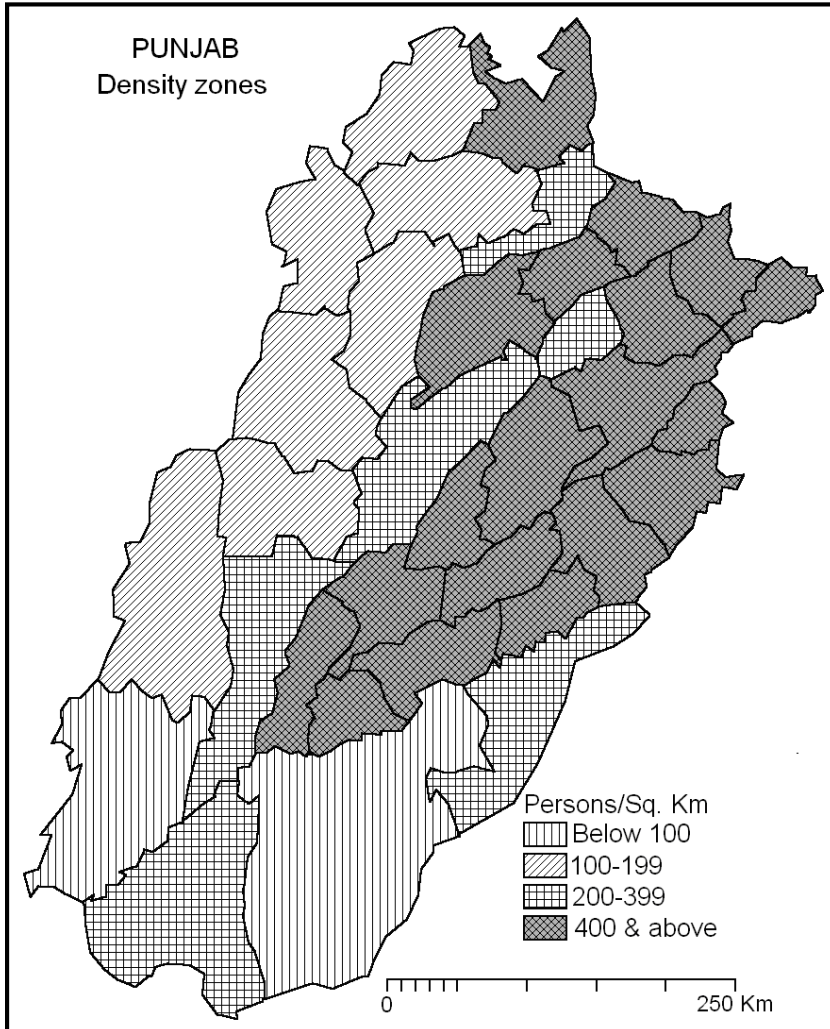 PUNJAB
Density zones
Persons/Sq. Km
Below 100
100-199
200-399
400 & above
0 250 Km